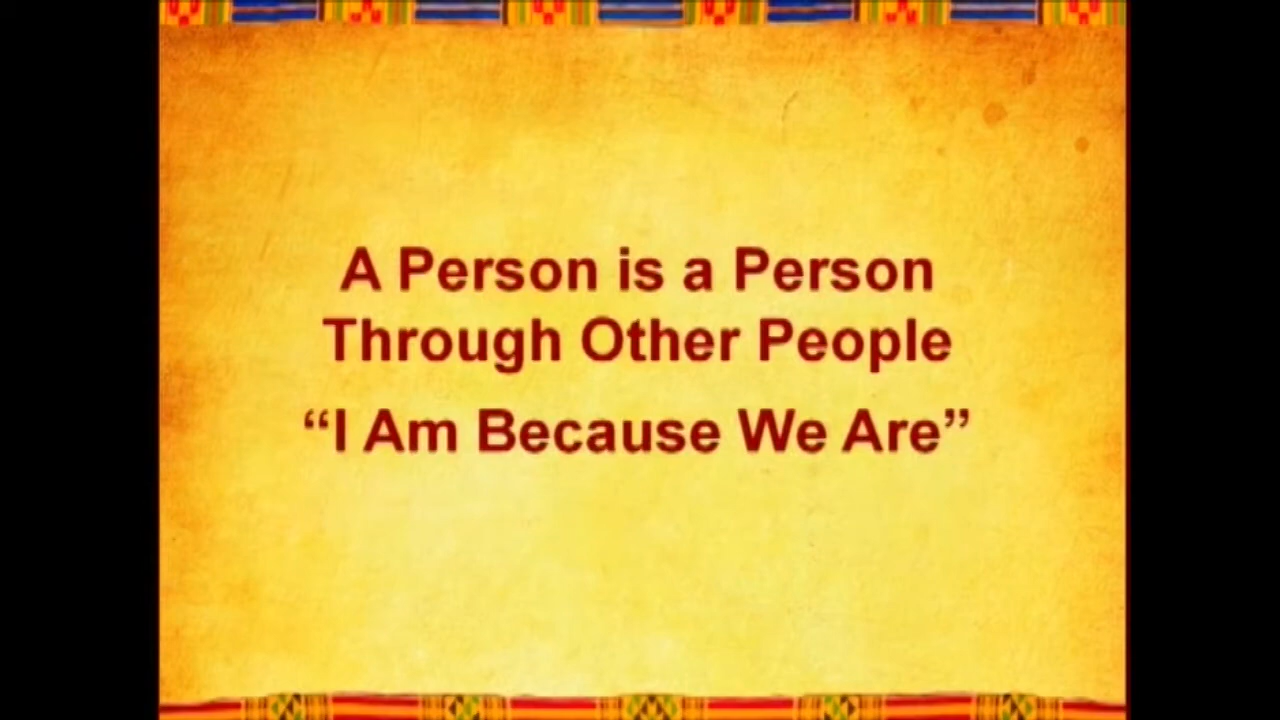 A Person is a Person
Through Other People
“I Am Because We Are”